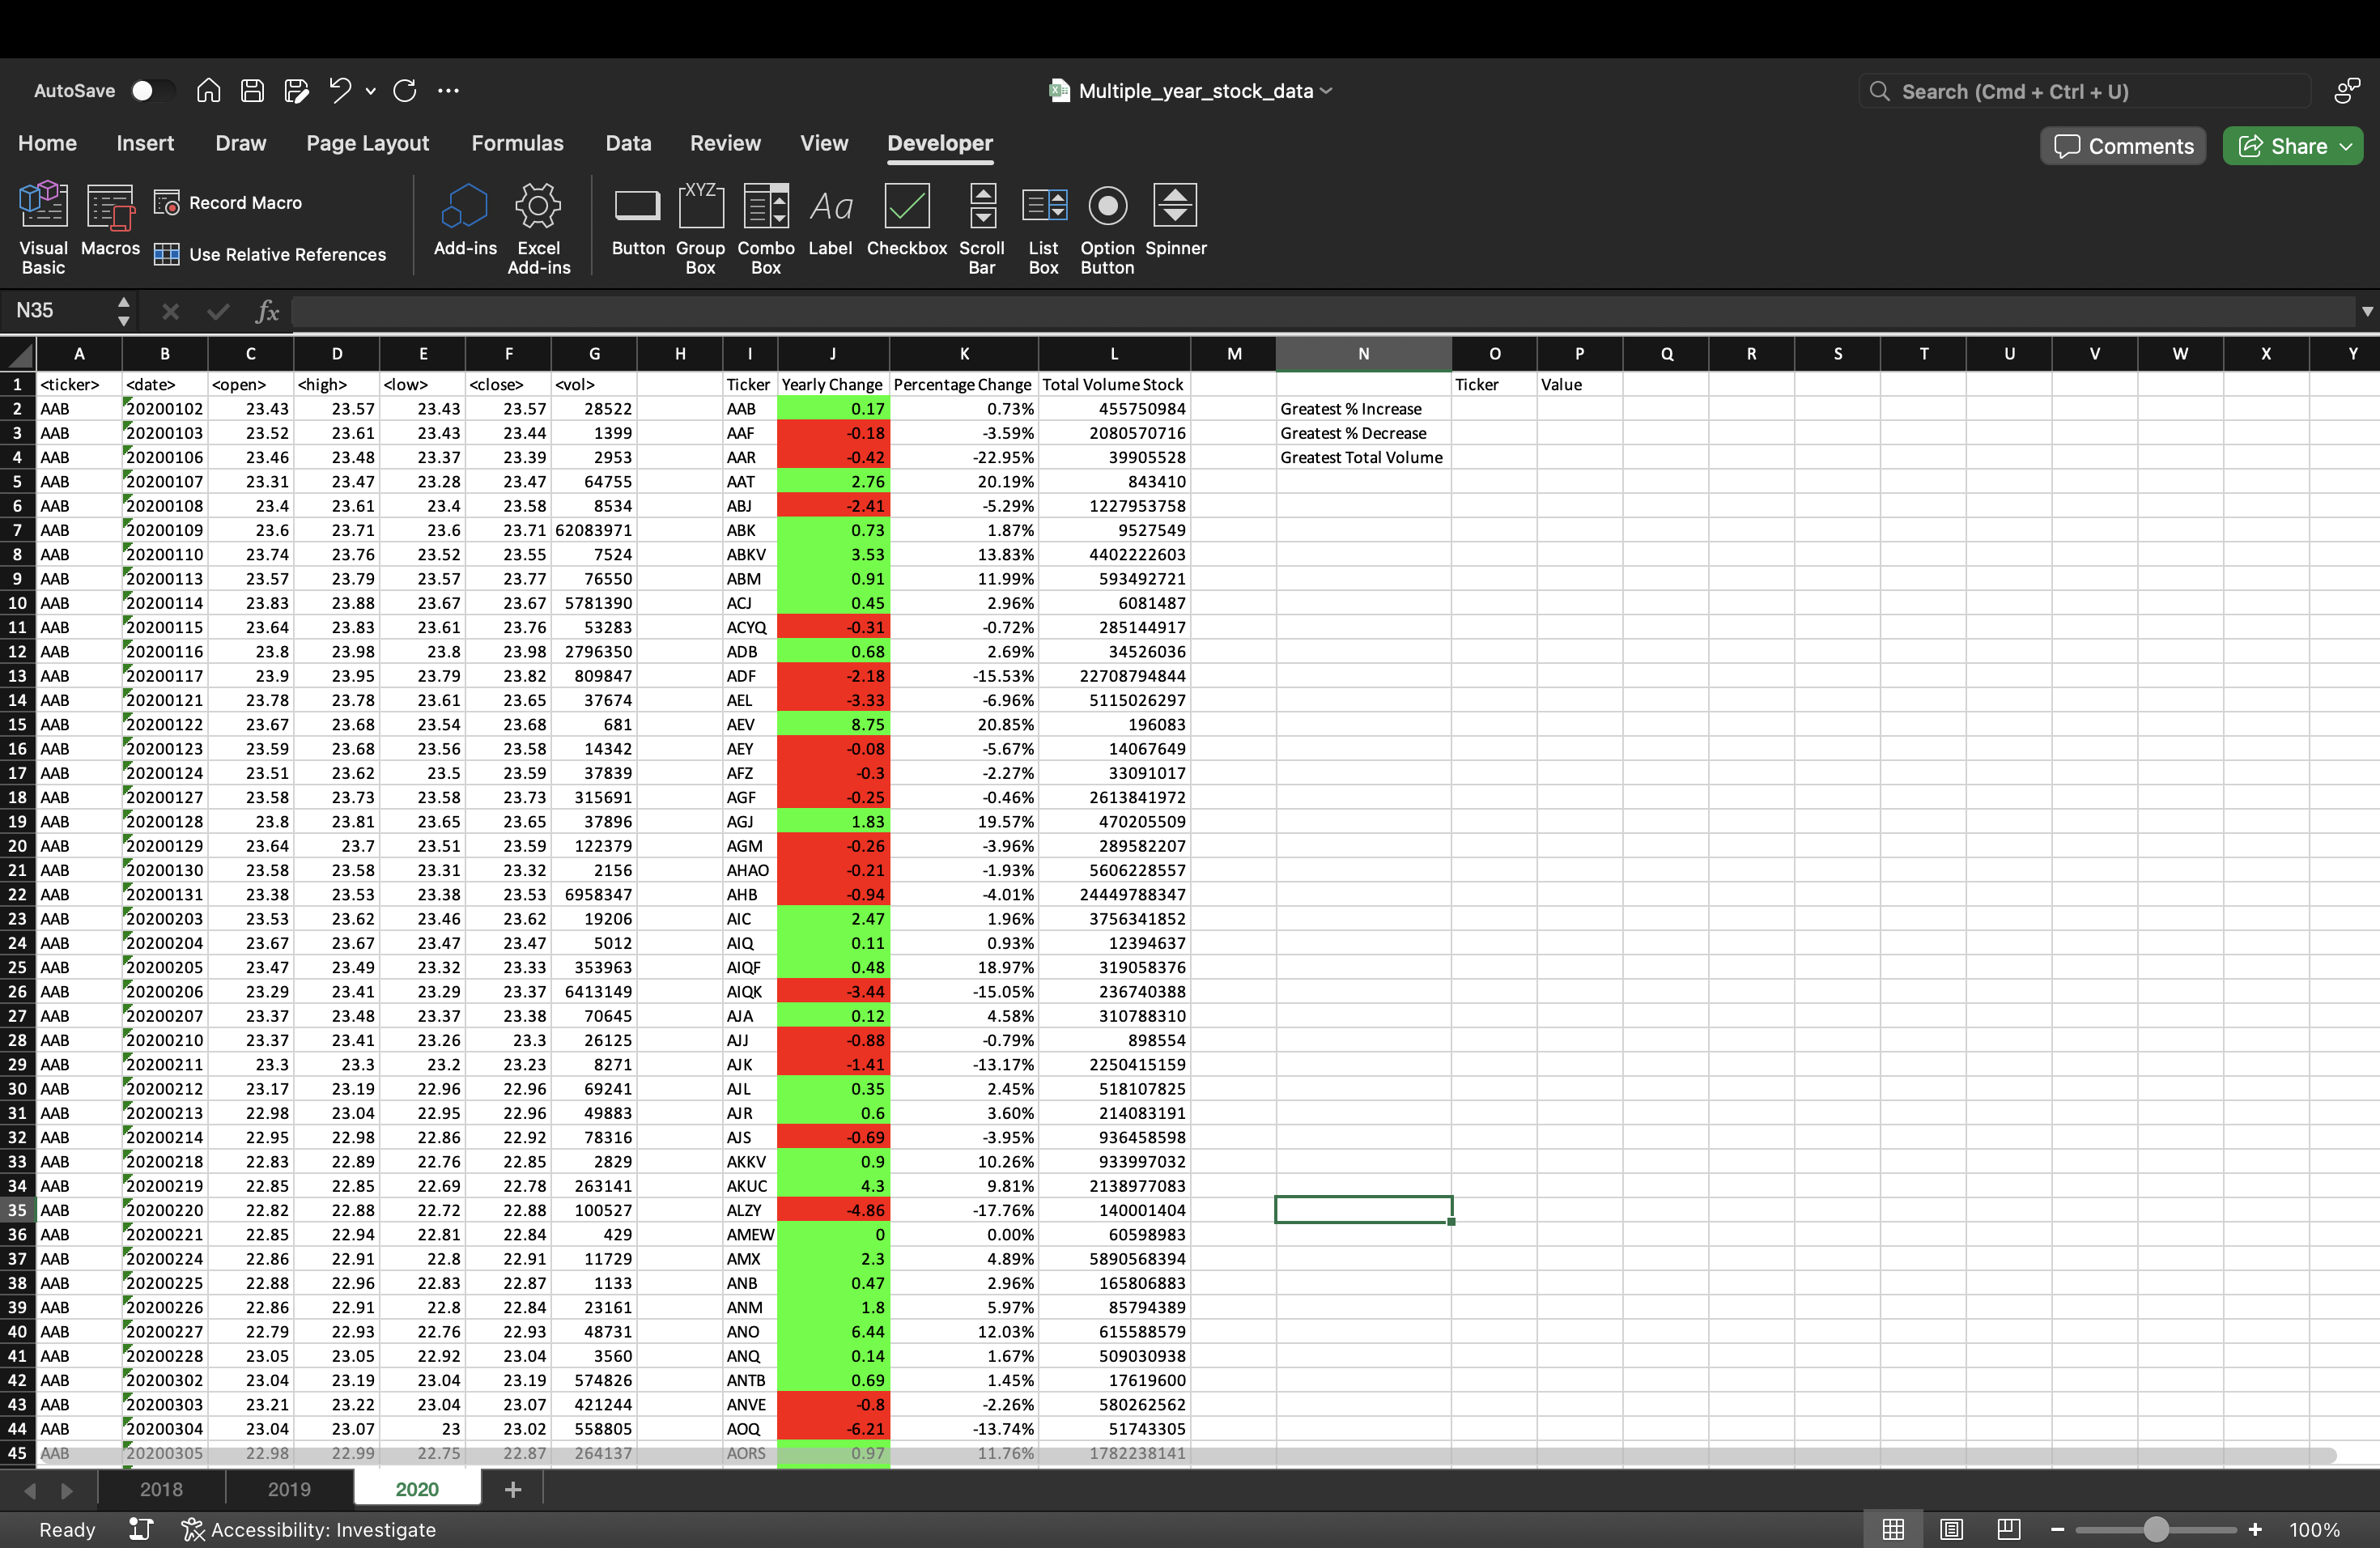 AutoSave
Multiple_year_stock_data
Search (Cmd + Ctrl + U)
Home Insert Draw Page Layout Formulas Data Review View Developer
Comments Share
Visual Basic Macros Record Macro Use Relative References Add-ins Excel Add-ins Button Group Box Combo Box Label Checkbox Scroll Bar List Box Option Button Spinner
XYZ Aa
N35 fx
A B C D E F G H I J K L M N O P Q R S T U V W X Y
1 <ticker> <date> <open> <high> <low> <close> <vol> Ticker Yearly Change Percentage Change Total Volume Stock Ticker Value
2 AAB 20200102 23.43 23.57 23.43 23.57 28522 AAB 0.17 0.73% 455750984 Greatest % Increase
3 AAB 20200103 23.52 23.61 23.43 23.44 1399 AAF -0.18 -3.59% 2080570716 Greatest % Decrease
4 AAB 20200106 23.46 23.48 23.37 23.39 2953 AAR -0.42 -22.95% 39905528 Greatest Total Volume
5 AAB 20200107 23.31 23.47 23.28 23.47 64755 AAT 2.76 20.19% 843410
6 AAB 20200108 23.4 23.61 23.4 23.58 8534 ABJ -2.41 -5.29% 1227953758
7 AAB 20200109 23.6 23.71 23.6 23.71 62083971 ABK 0.73 1.87% 9527549
8 AAB 20200110 23.74 23.76 23.52 23.55 7524 ABKV 3.53 13.83% 4402222603
9 AAB 20200113 23.57 23.79 23.57 23.77 76550 ABM 0.91 11.99% 593492721
10 AAB 20200114 23.83 23.88 23.67 23.67 5781390 ACJ 0.45 2.96% 6081487
11 AAB 20200115 23.64 23.83 23.61 23.76 53283 ACYQ -0.31 -0.72% 285144917
12 AAB 20200116 23.8 23.98 23.8 23.98 2796350 ADB 0.68 2.69% 34526036
13 AAB 20200117 23.9 23.95 23.79 23.82 809847 ADF -2.18 -15.53% 22708794844
14 AAB 20200121 23.78 23.78 23.61 23.65 37674 AEL -3.33 -6.96% 5115026297
15 AAB 20200122 23.67 23.68 23.54 23.68 681 AEV 8.75 20.85% 196083
16 AAB 20200123 23.59 23.68 23.56 23.58 14342 AEY -0.08 -5.67% 14067649
17 AAB 20200124 23.51 23.62 23.5 23.59 37839 AFZ -0.3 -2.27% 33091017
18 AAB 20200127 23.58 23.73 23.58 23.73 315691 AGF -0.25 -0.46% 2613841972
19 AAB 20200128 23.8 23.81 23.65 23.65 37896 AGJ 1.83 19.57% 470205509
20 AAB 20200129 23.64 23.7 23.51 23.59 122379 AGM -0.26 -3.96% 289582207
21 AAB 20200130 23.58 23.58 23.31 23.32 2156 AHAO -0.21 -1.93% 5606228557
22 AAB 20200131 23.38 23.53 23.38 23.53 6958347 AHB -0.94 -4.01% 24449788347
23 AAB 20200203 23.53 23.62 23.46 23.62 19206 AIC 2.47 1.96% 3756341852
24 AAB 20200204 23.67 23.67 23.47 23.47 5012 AIQ 0.11 0.93% 12394637
25 AAB 20200205 23.47 23.49 23.32 23.33 353963 AIQF 0.48 18.97% 319058376
26 AAB 20200206 23.29 23.41 23.29 23.37 6413149 AIQK -3.44 -15.05% 236740388
27 AAB 20200207 23.37 23.48 23.37 23.38 70645 AJA 0.12 4.58% 310788310
28 AAB 20200210 23.37 23.41 23.26 23.3 26125 AJJ -0.88 -0.79% 898554
29 AAB 20200211 23.3 23.3 23.2 23.23 8271 AJK -1.41 -13.17% 2250415159
30 AAB 20200212 23.17 23.19 22.96 22.96 69241 AJL 0.35 2.45% 518107825
31 AAB 20200213 22.98 23.04 22.95 22.96 49883 AJR 0.6 3.60% 214083191
32 AAB 20200214 22.95 22.98 22.86 22.92 78316 AJS -0.69 -3.95% 936458598
33 AAB 20200218 22.83 22.89 22.76 22.85 2829 AKKV 0.9 10.26% 933997032
34 AAB 20200219 22.85 22.85 22.69 22.78 263141 AKUC 4.3 9.81% 2138977083
35 AAB 20200220 22.82 22.88 22.72 22.88 100527 ALZY -4.86 -17.76% 140001404
36 AAB 20200221 22.85 22.94 22.81 22.84 429 AMEW 0 0.00% 60598983
37 AAB 20200224 22.86 22.91 22.8 22.91 11729 AMX 2.3 4.89% 5890568394
38 AAB 20200225 22.88 22.96 22.83 22.87 1133 ANB 0.47 2.96% 165806883
39 AAB 20200226 22.86 22.91 22.8 22.84 23161 ANM 1.8 5.97% 85794389
40 AAB 20200227 22.79 22.93 22.76 22.93 48731 ANO 6.44 12.03% 615588579
41 AAB 20200228 23.05 23.05 22.92 23.04 3560 ANQ 0.14 1.67% 509030938
42 AAB 20200302 23.04 23.19 23.04 23.19 574826 ANTB 0.69 1.45% 17619600
43 AAB 20200303 23.21 23.22 23.04 23.07 421244 ANVE -0.8 -2.26% 580262562
44 AAB 20200304 23.04 23.07 23 23.02 558805 AOQ -6.21 -13.74% 51743305
45 AAB 20200305 22.98 22.99 22.75 22.87 264137 AORS 0.97 11.76% 1782238141
2018 2019 2020
Ready Accessibility: Investigate 100%